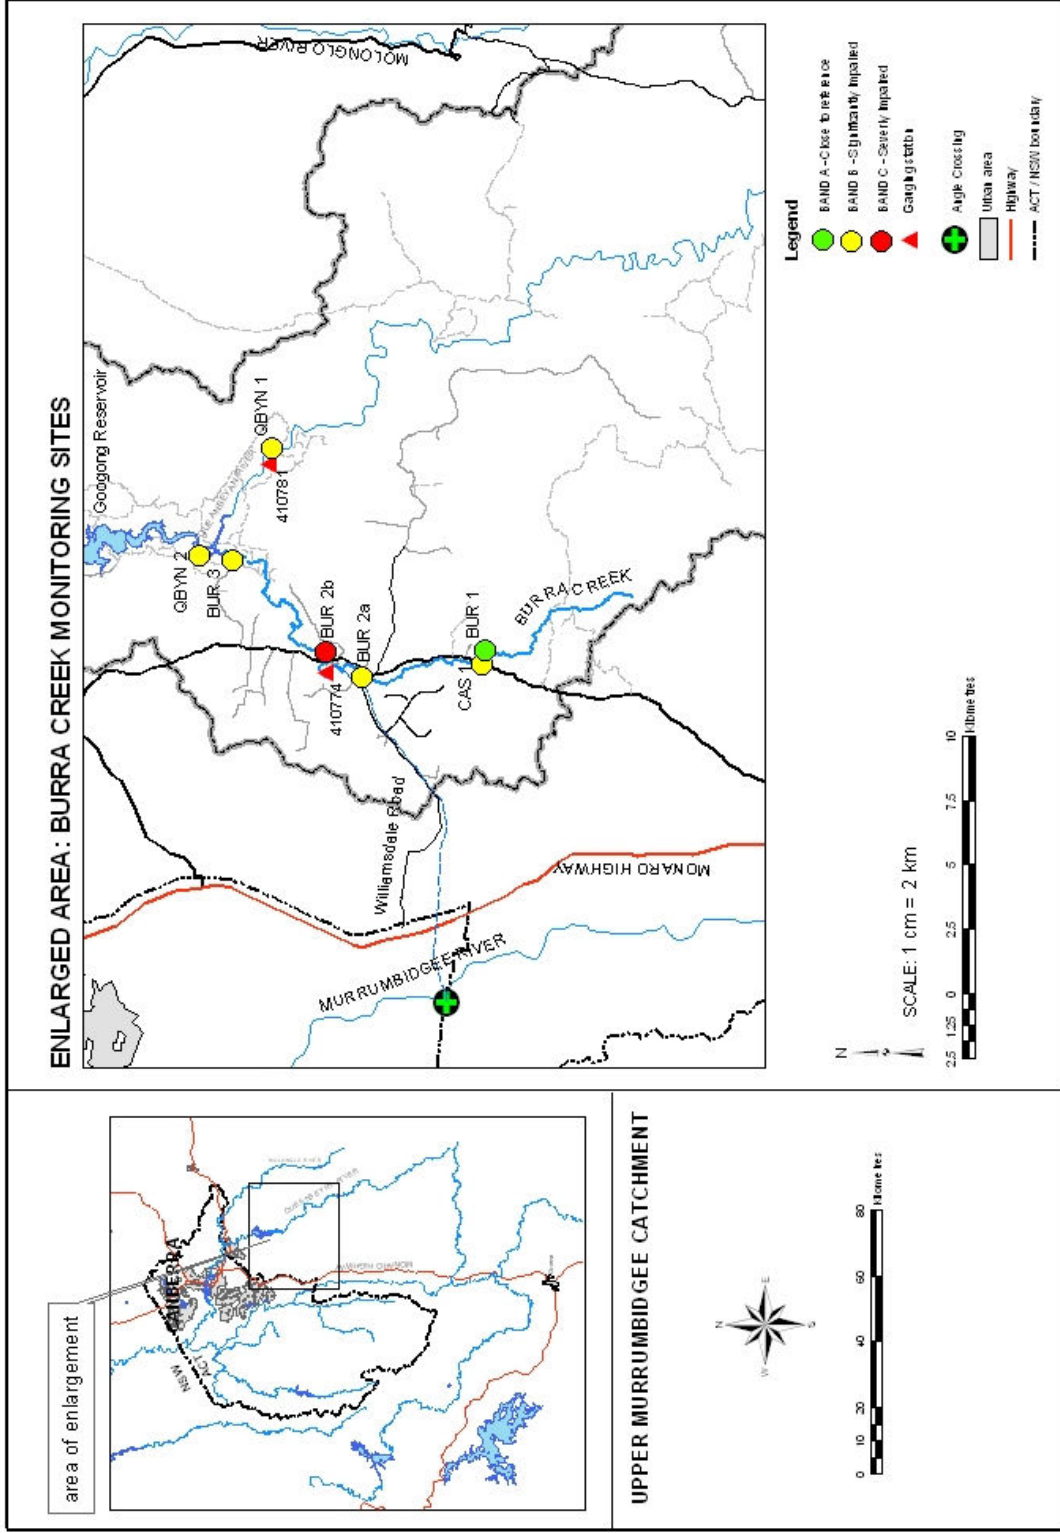 ENLARGED AREA: BURRA CREEK MONITORING SITES
MOLONGLO RIVER
Googong Reservoir
QBYN 1
410781
QBYN 2
BUR 3
BUR 2b
410774
BUR 2a
BUR 1
CAS 1
BURRA CREEK
Williamsdale Road
MONARO HIGHWAY
MURRUMBIDGEE RIVER
Legend
BAND A - Close to reference
BAND B - Significantly Impaired
BAND C - Severly Impaired
Gauging station
Angle Crossing
Urban area
Highway
ACT / NSW boundary
N
SCALE: 1 cm = 2 km
2.5 1.25 0 2.5 5 7.5 10
Kilometres
area of enlargement
CANBERRA
NSW
ACT
MONARO HIGHWAY
UPPER MURRUMBIDGEE CATCHMENT
N
E
S
W
0 10 20 40 60 80
Kilometres